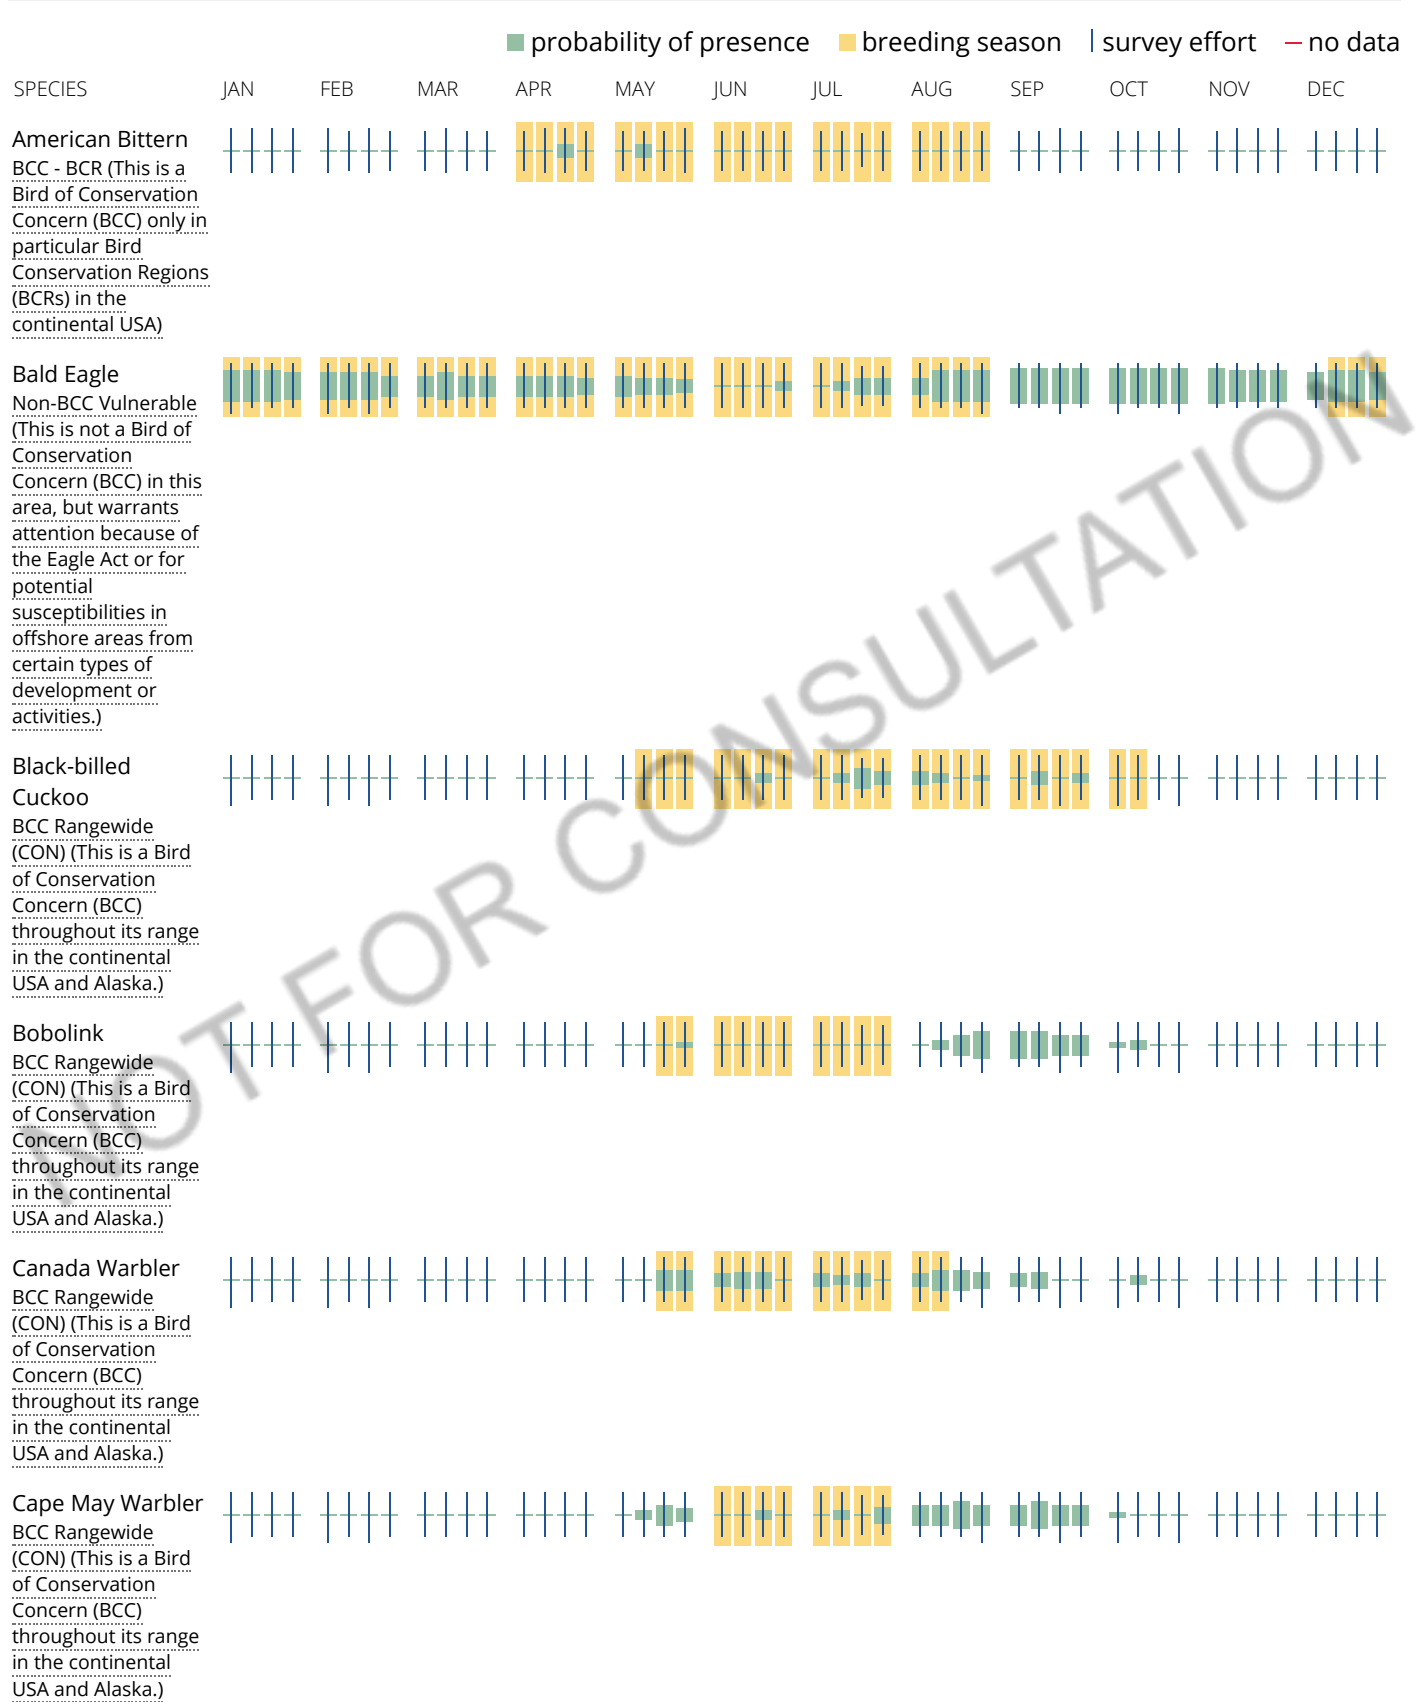 probability of presence breeding season survey effort no data
SPECIES JAN FEB MAR APR MAY JUN JUL AUG SEP OCT NOV DEC
American Bittern
BCC - BCR (This is a
Bird of Conservation
Concern (BCC) only in
particular Bird
Conservation Regions
(BCRs) in the
continental USA)
Bald Eagle
Non-BCC Vulnerable
(This is not a Bird of
Conservation
Concern (BCC) in this
area, but warrants
attention because of
the Eagle Act or for
potential
susceptibilities in
offshore areas from
certain types of
development or
activities.)
Black-billed
Cuckoo
BCC Rangewide
(CON) (This is a Bird
of Conservation
Concern (BCC)
throughout its range
in the continental
USA and Alaska.)
Bobolink
BCC Rangewide
(CON) (This is a Bird
of Conservation
Concern (BCC)
throughout its range
in the continental
USA and Alaska.)
Canada Warbler
BCC Rangewide
(CON) (This is a Bird
of Conservation
Concern (BCC)
throughout its range
in the continental
USA and Alaska.)
Cape May Warbler
BCC Rangewide
(CON) (This is a Bird
of Conservation
Concern (BCC)
throughout its range
in the continental
USA and Alaska.)
NOT FOR CONSULTATION